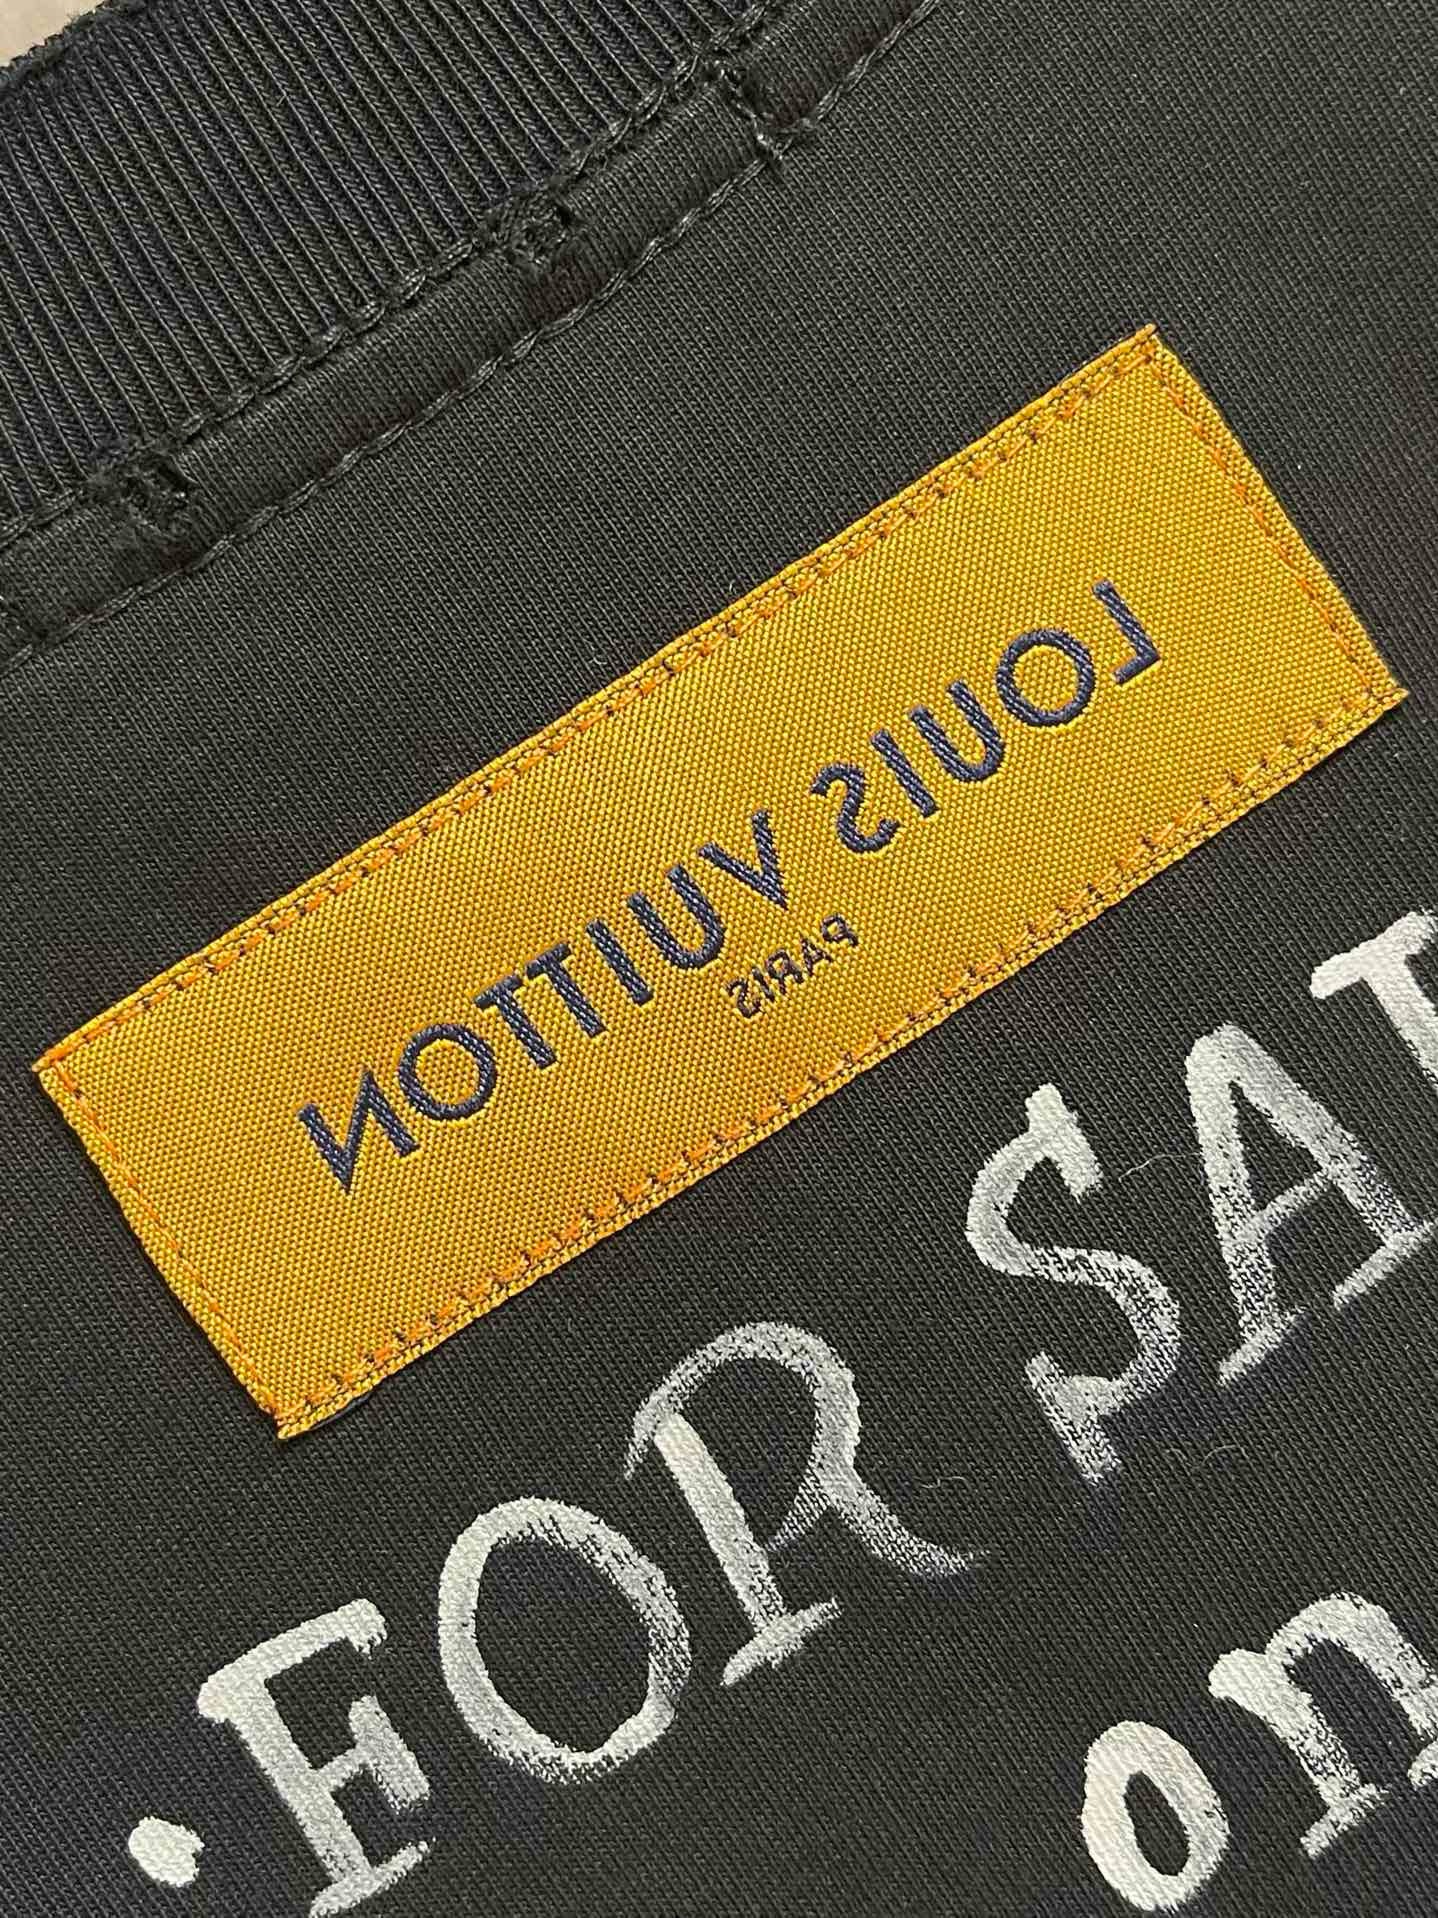 LOUIS VUITTON
PARIS
·FOR SA
on